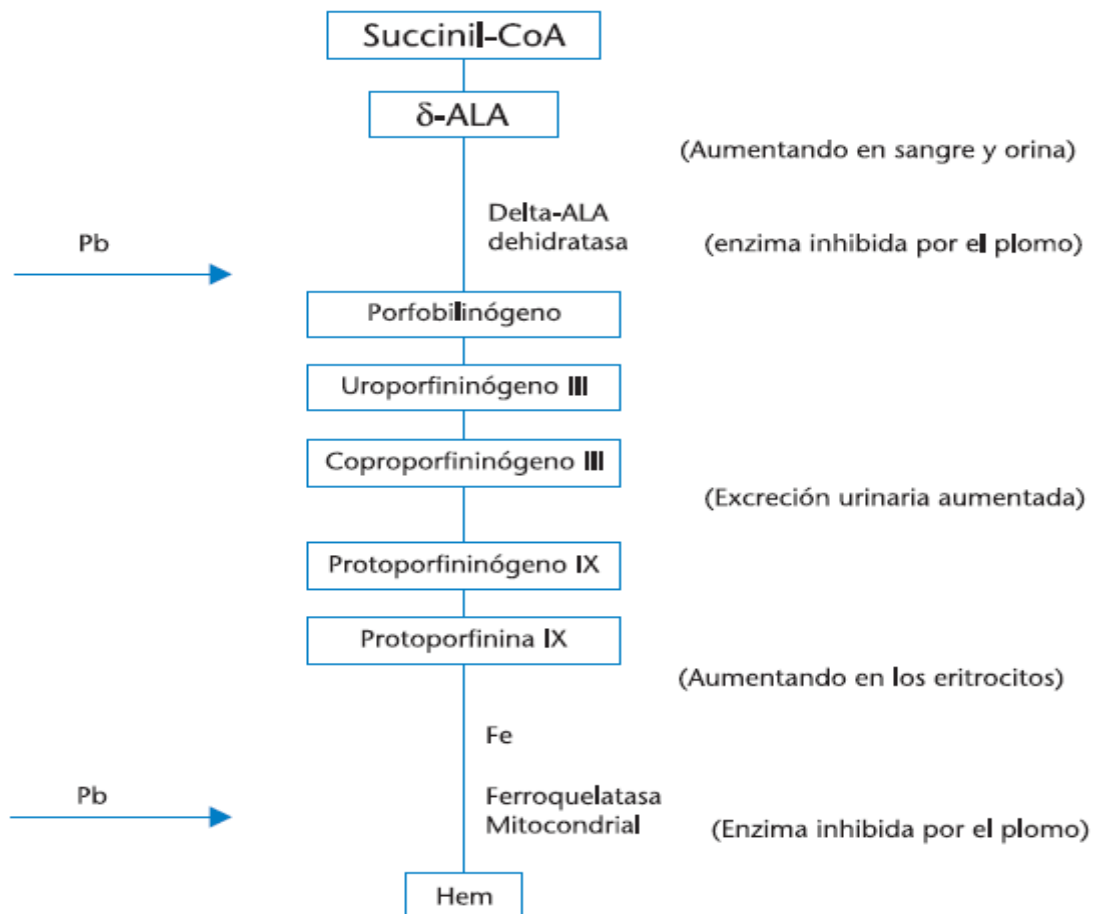 Succinil-CoA
δ-ALA
(Aumentando en sangre y orina)
Delta-ALA
dehidratasa
Pb
(enzima inhibida por el plomo)
Porfobilinógeno
Uroporfininógeno III
Coproporfininógeno III
(Excreción urinaria aumentada)
Protoporfininógeno IX
Protoporfinina IX
(Aumentando en los eritrocitos)
Fe
Pb
Ferroquelatasa
Mitocondrial
(Enzima inhibida por el plomo)
Hem